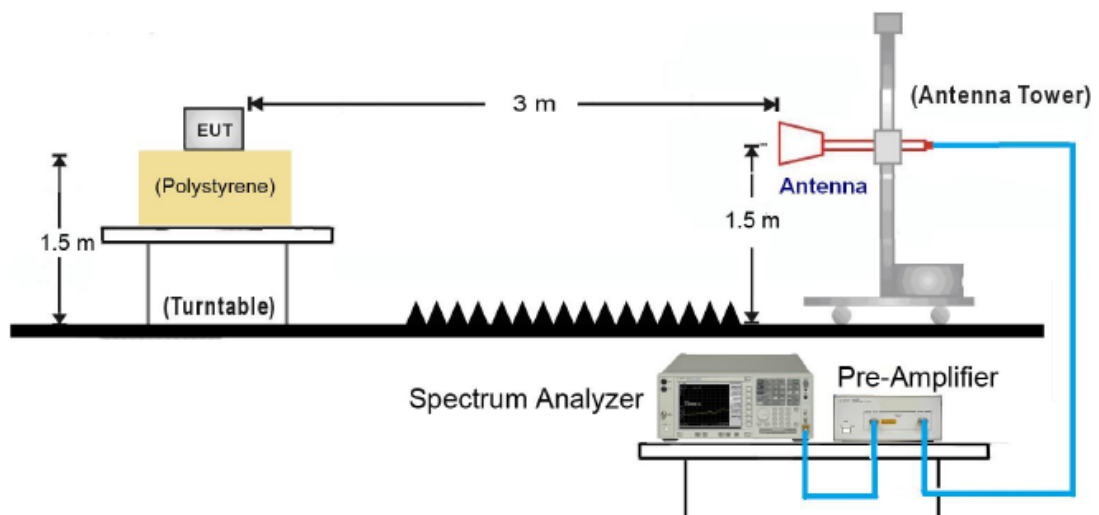 3 m
(Antenna Tower)
EUT
(Polystyrene)
Antenna
1.5 m
1.5 m
(Turntable)
Spectrum Analyzer
Pre-Amplifier